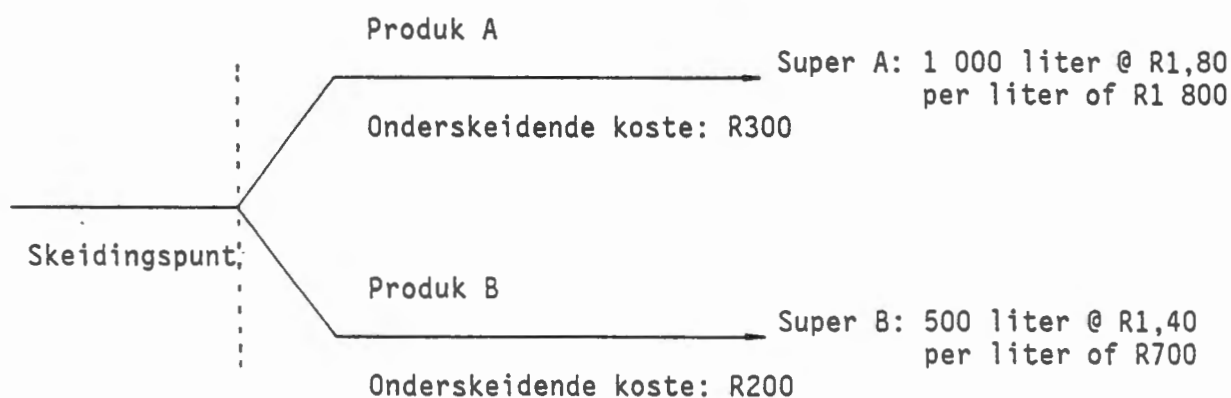 Produk A
Super A: 1 000 liter @ R1,80
per liter of R1 800
Onderskeidende koste: R300
Skeidingspunt
Produk B
Super B: 500 liter @ R1,40
per liter of R700
Onderskeidende koste: R200